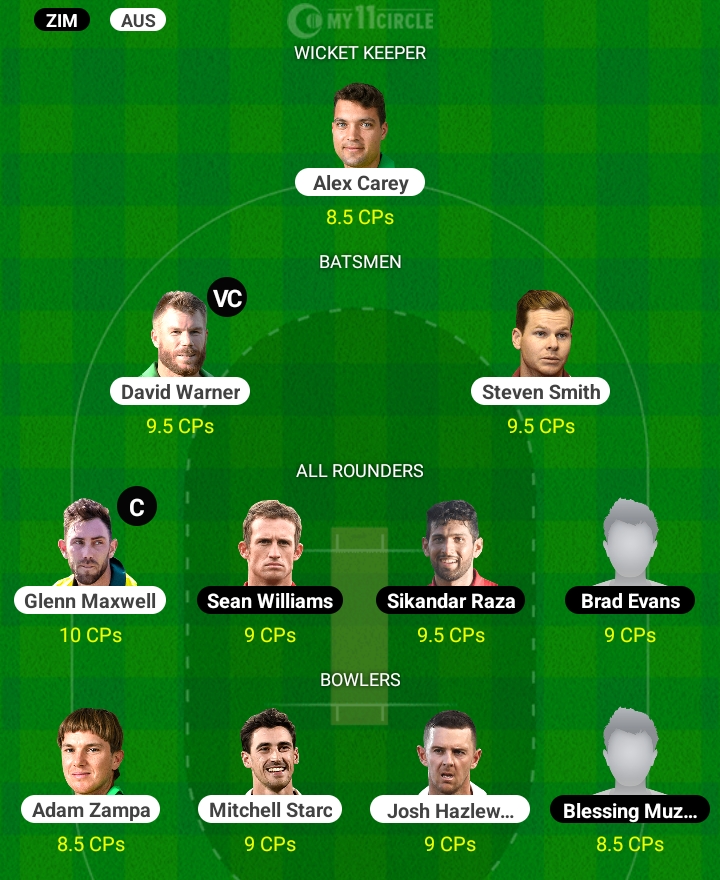 ZIM AUS MY11CIRCLE
WICKET KEEPER
Alex Carey
8.5 CPs
BATSMEN
VC
David Warner Steven Smith
9.5 CPs 9.5 CPs
ALL ROUNDERS
C
Glenn Maxwell Sean Williams Sikandar Raza Brad Evans
10 CPs 9 CPs 9.5 CPs 9 CPs
BOWLERS
Adam Zampa Mitchell Starc Josh Hazlew... Blessing Muz...
8.5 CPs 9 CPs 9 CPs 8.5 CPs